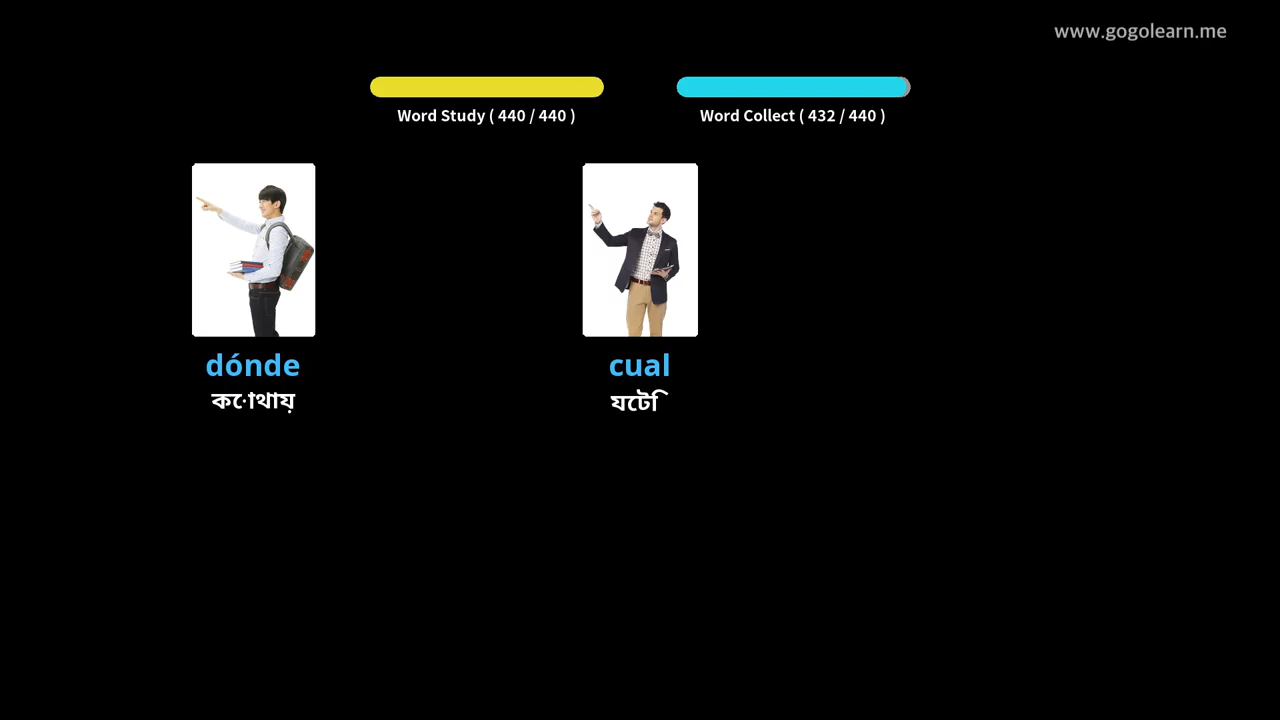 www.gogolearn.me
Word Study ( 440 / 440 )
Word Collect ( 432 / 440 )
dónde
cual
কোথায়
যেটি